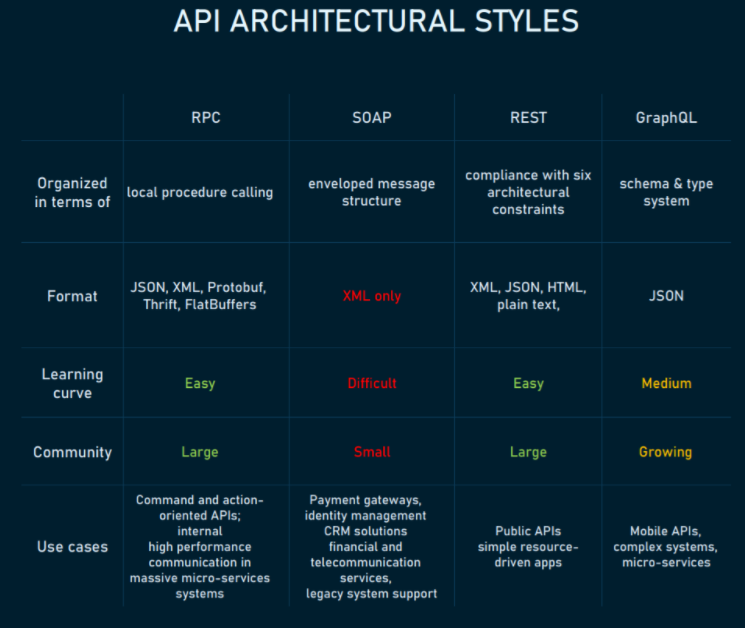 API ARCHITECTURAL STYLES
RPC
SOAP
REST
GraphQL
Organized
in terms of
local procedure calling
enveloped message
structure
compliance with six
architectural
constraints
schema & type
system
Format
JSON, XML, Protobuf,
Thrift, FlatBuffers
XML only
XML, JSON, HTML,
plain text,
JSON
Learning
curve
Easy
Difficult
Easy
Medium
Community
Large
Small
Large
Growing
Use cases
Command and action-
oriented APIs;
internal
high performance
communication in
massive micro-services
systems
Payment gateways,
identity management
CRM solutions
financial and
telecommunication
services,
legacy system support
Public APIs
simple resource-
driven apps
Mobile APIs,
complex systems,
micro-services